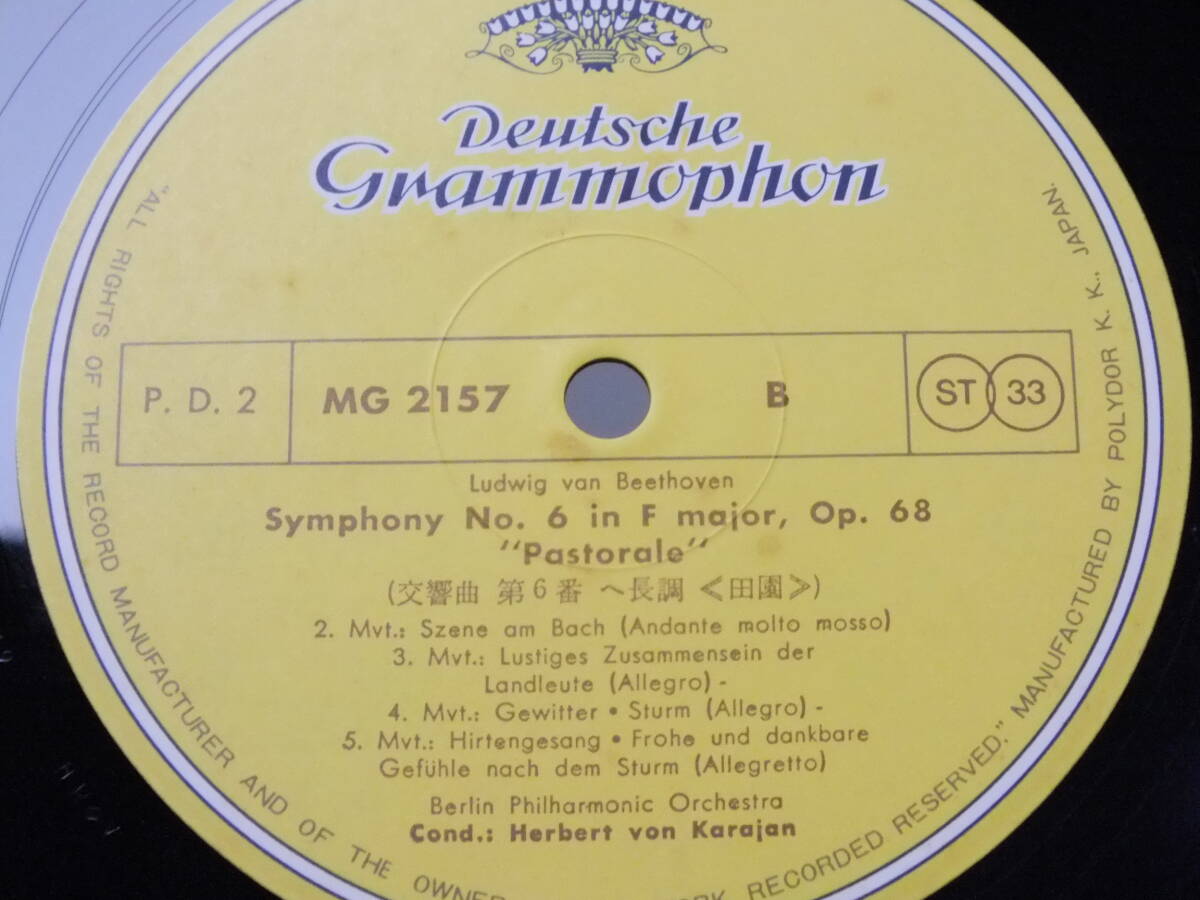 Deutsche
Grammophon
P. D. 2 MG 2157 B ST 33
Ludwig van Beethoven
Symphony No. 6 in F major, Op. 68
"Pastorale"
(交響曲 第6番 ヘ長調 ≪田園≫)
2. Mvt.: Szene am Bach (Andante molto mosso)
3. Mvt.: Lustiges Zusammensein der
Landleute (Allegro) -
4. Mvt.: Gewitter • Sturm (Allegro) -
5. Mvt.: Hirtengesang • Frohe und dankbare
Gefühle nach dem Sturm (Allegretto)
Berlin Philharmonic Orchestra
Cond.: Herbert von Karajan
"ALL RIGHTS OF THE RECORD MANUFACTURER AND OF THE OWNER RECORDED RESERVED." MANUFACTURED BY POLYDOR K. K., JAPAN.